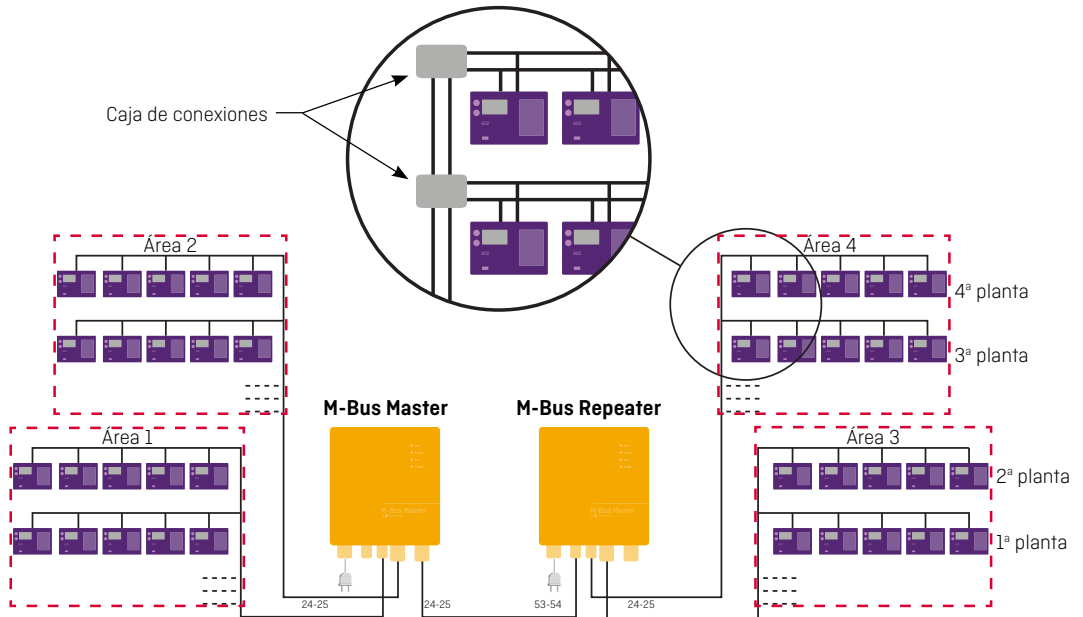 Caja de conexiones
Área 2
Área 4
4ª planta
3ª planta
M-Bus Master
M-Bus Repeater
Área 1
Área 3
2ª planta
1ª planta
M-Bus Master
M-Bus Master
24-25
24-25
53-54
24-25